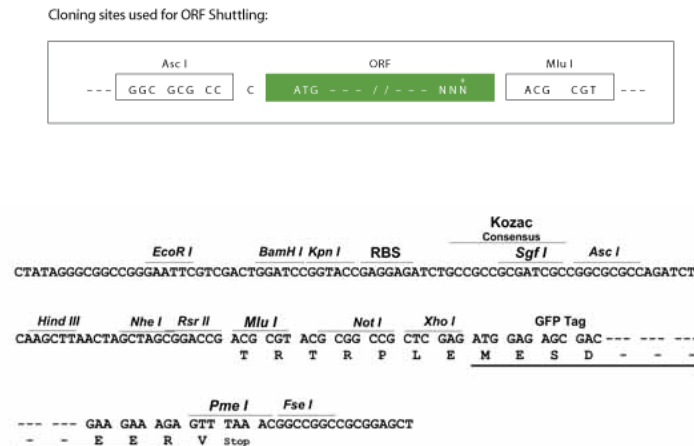 Cloning sites used for ORF Shuttling:
Asc I ORF Mlu I
--- GGC GCG CC C ATG --- // --- NNN* ACG CGT ---
Kozac
Consensus
EcoR I BamH I Kpn I RBS Sgf I Asc I
CTATAGGGCGGCCGGGAATTCGTCGACTGGATCCGGTACCGAGGAGATCTGCCGCCGCGATCGCCGGCGCGCCAGATCT
Hind III Nhe I Rsr II Mlu I Not I Xho I GFP Tag
CAAGCTTAACTAGCTAGCGGACCG ACG CGT ACG CGG CCG CTC GAG ATG GAG AGC GAC --- --- ---
T R T R P L E M E S D - - -
Pme I Fse I
--- --- GAA GAA AGA GTT TAA ACGGCCGGCCGCGGAGCT
- - E E R V Stop